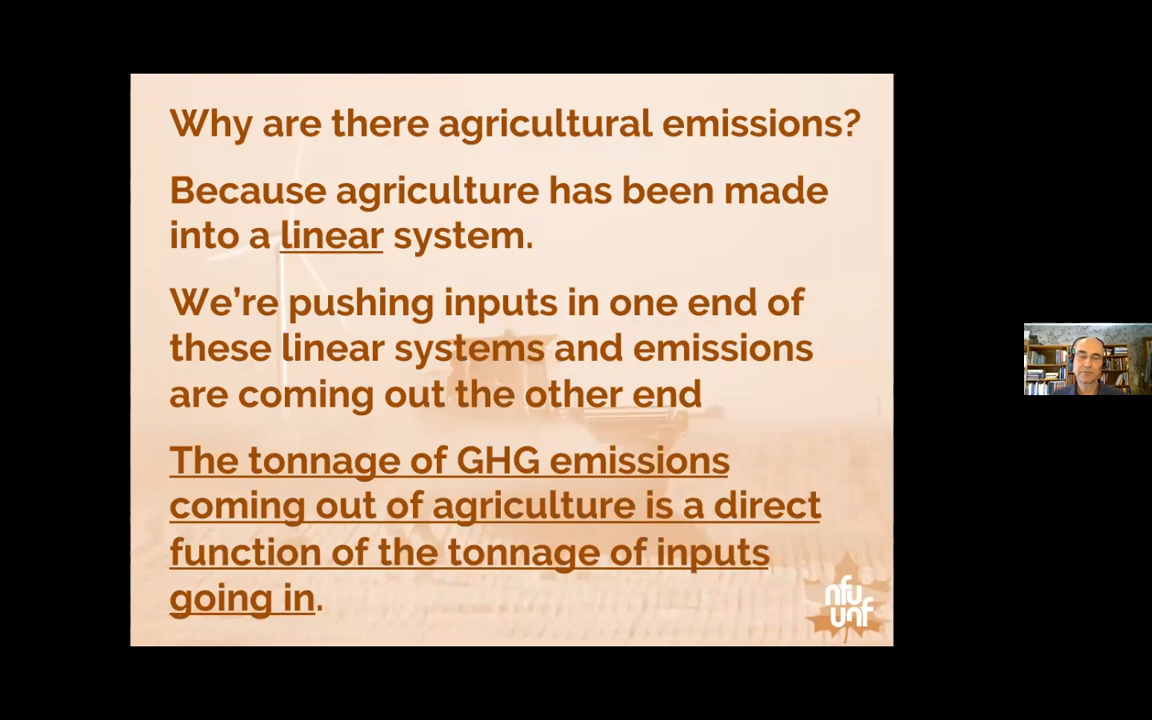 Why are there agricultural emissions?
Because agriculture has been made
into a linear system.
We’re pushing inputs in one end of
these linear systems and emissions
are coming out the other end
The tonnage of GHG emissions
coming out of agriculture is a direct
function of the tonnage of inputs
going in.
nfu
unf